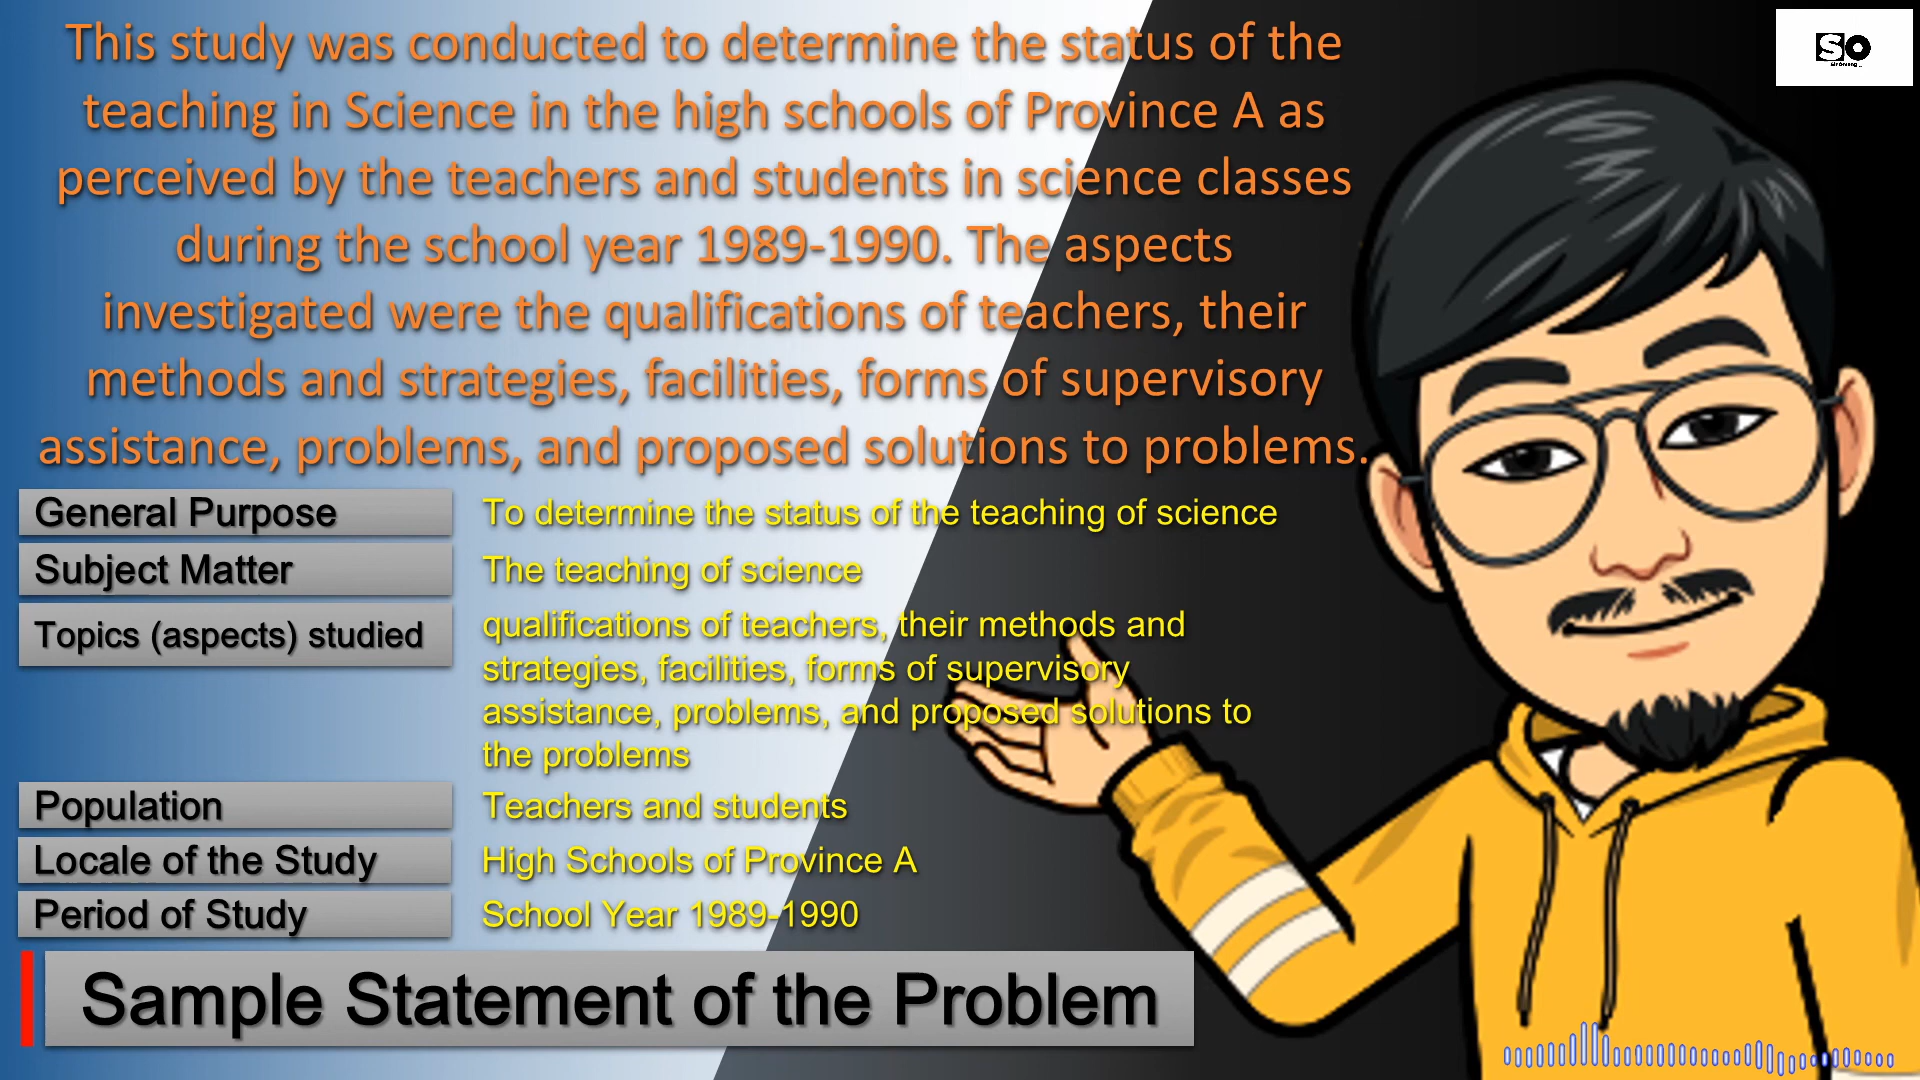 This study was conducted to determine the status of the
teaching in Science in the high schools of Province A as
perceived by the teachers and students in science classes
during the school year 1989-1990. The aspects
investigated were the qualifications of teachers, their
methods and strategies, facilities, forms of supervisory
assistance, problems, and proposed solutions to problems.
General Purpose
To determine the status of the teaching of science
Subject Matter
The teaching of science
Topics (aspects) studied
qualifications of teachers, their methods and
strategies, facilities, forms of supervisory
assistance, problems, and proposed solutions to
the problems
Population
Teachers and students
Locale of the Study
High Schools of Province A
Period of Study
School Year 1989-1990
Sample Statement of the Problem
SO